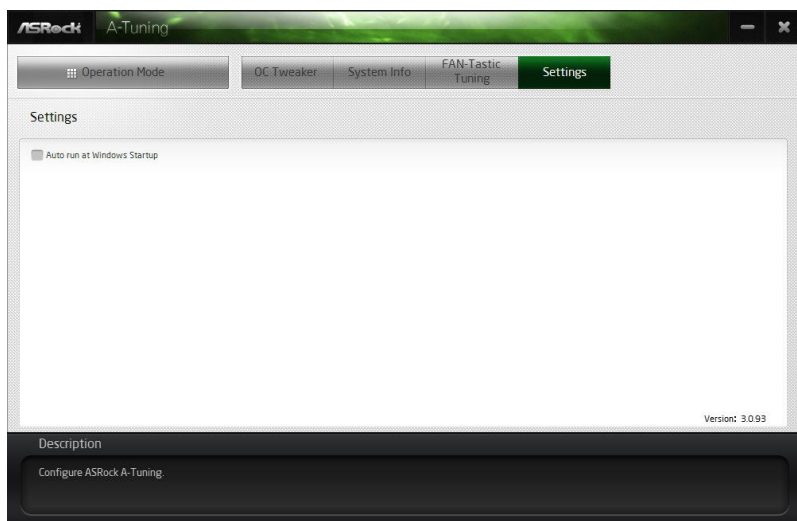 ASRock A-Tuning
Operation Mode
OC Tweaker
System Info
FAN-Tastic
Tuning
Settings
Settings
Auto run at Windows Startup
Version: 3.0.93
Description
Configure ASRock A-Tuning.